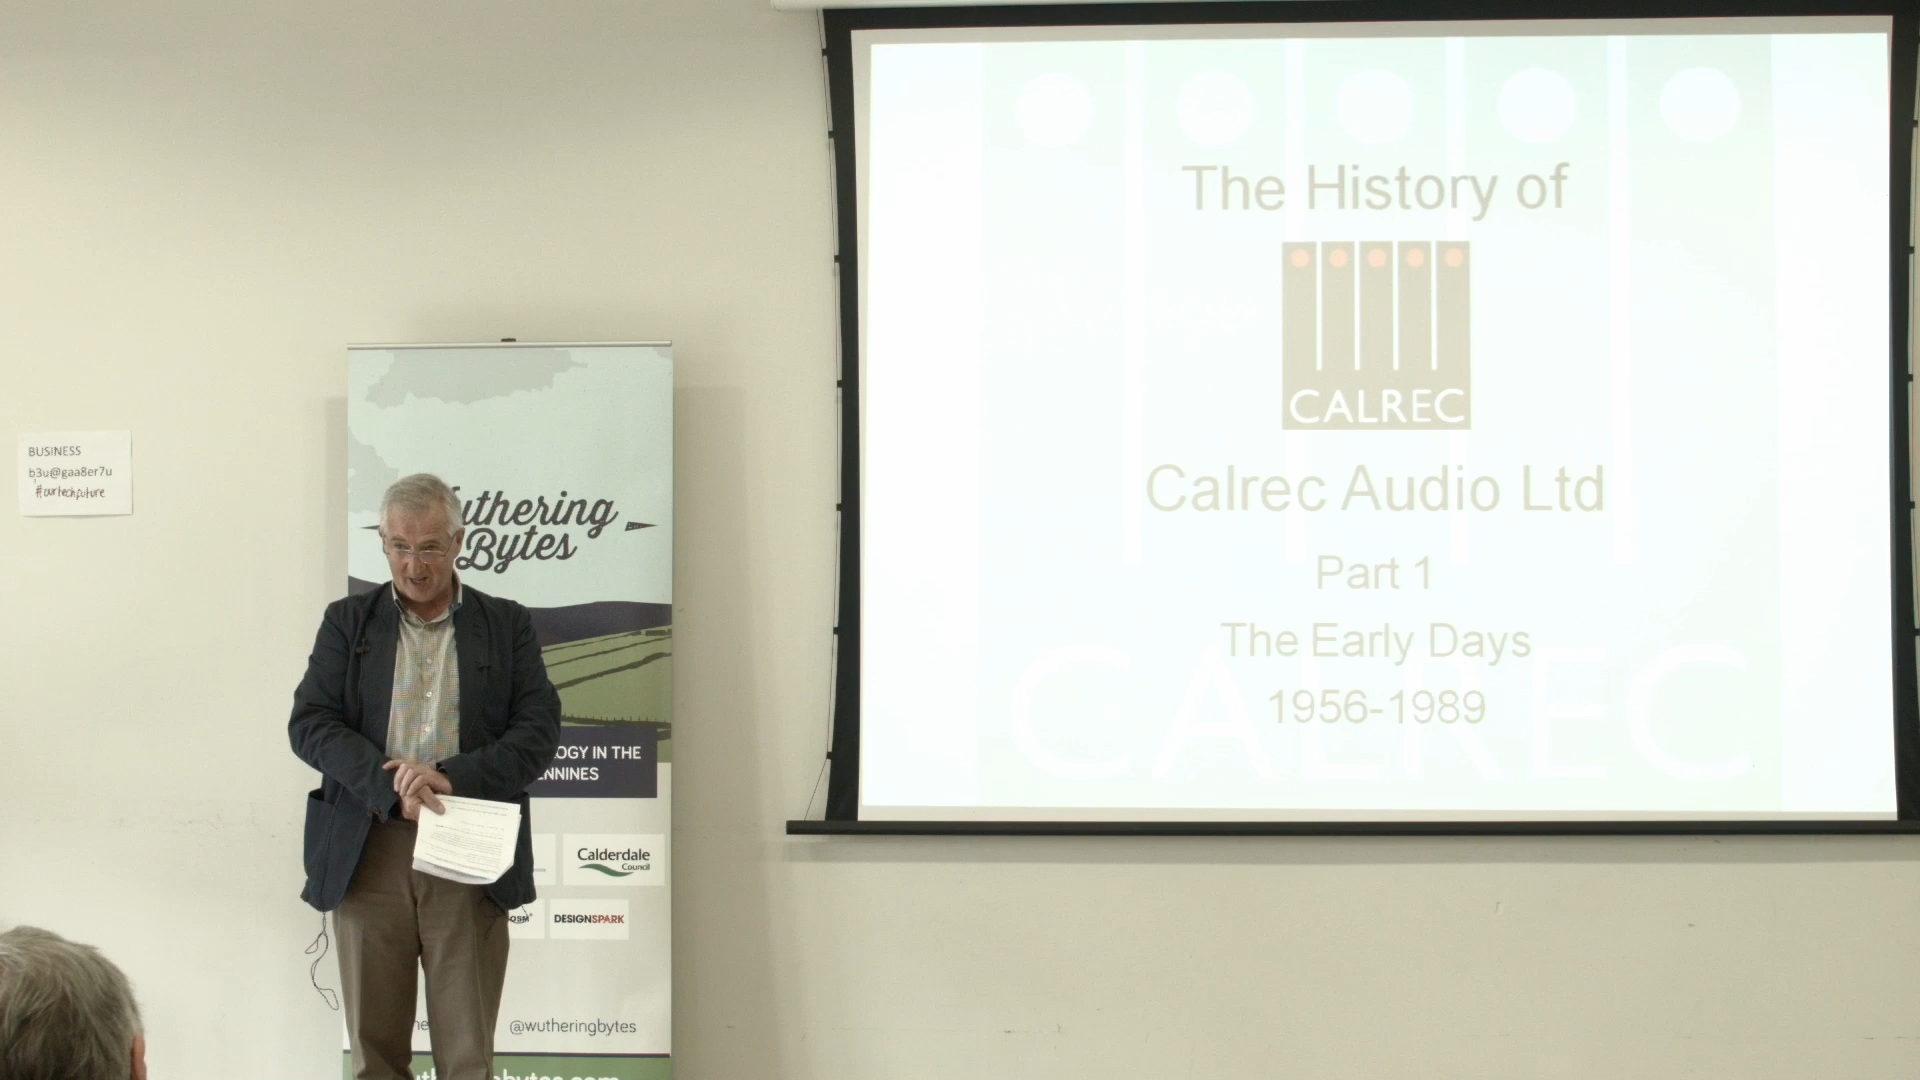 BUSINESS
b3u@gaa8er7u
#ourtechfuture
uthering
Bytes
OGY IN THE
ENNINES
Calderdale
Council
DESIGNSPARK
@wutheringbytes
The History of
CALREC
Calrec Audio Ltd
Part 1
The Early Days
1956-1989
CALREC